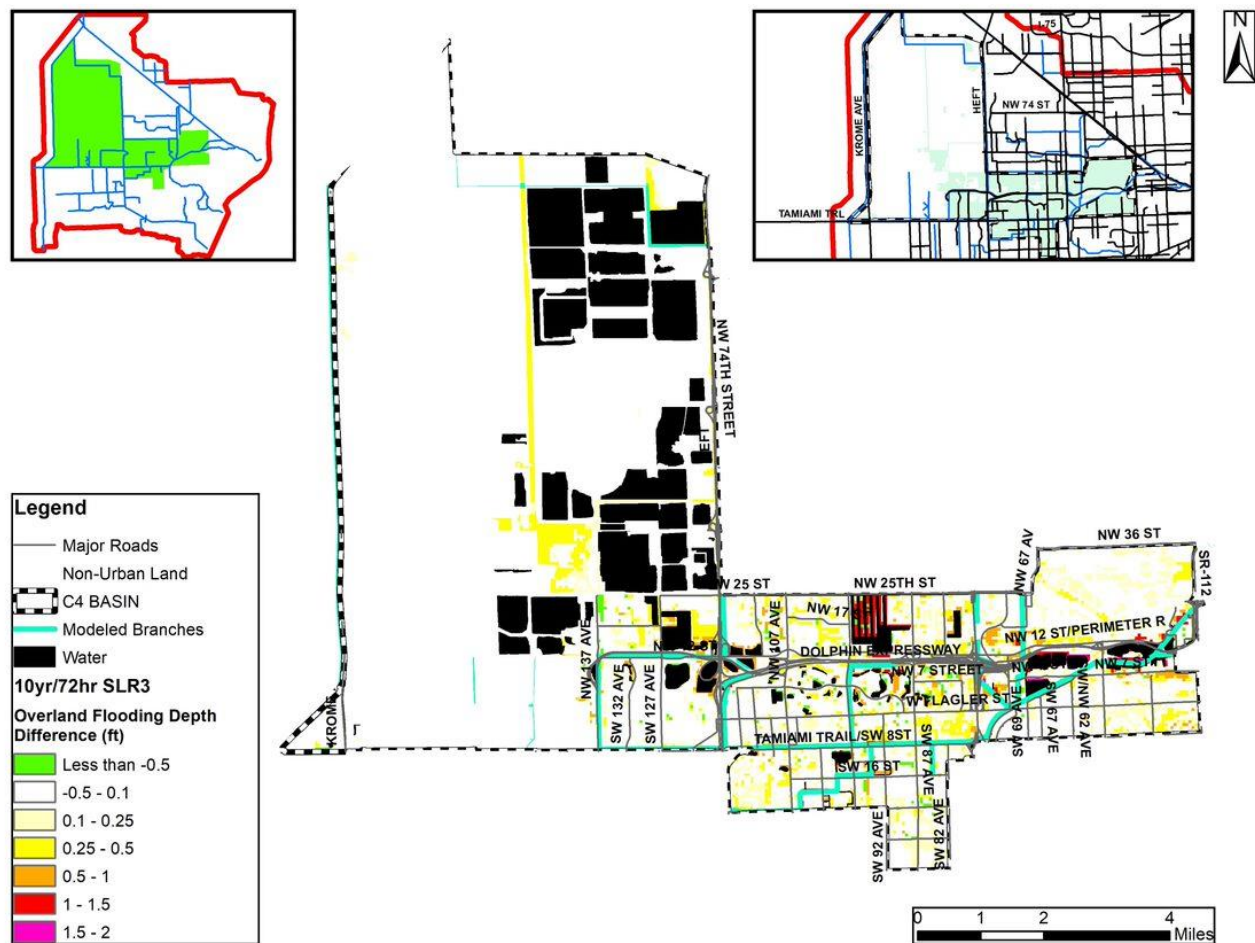 I-75
N
KROME AVE
HEFT
NW 74 ST
TAMIAMI TRL
NW 74TH STREET
Legend
Major Roads
Non-Urban Land
C4 BASIN
Modeled Branches
Water
10yr/72hr SLR3
Overland Flooding Depth
Difference (ft)
Less than -0.5
-0.5 - 0.1
0.1 - 0.25
0.25 - 0.5
0.5 - 1
1 - 1.5
1.5 - 2
KROME
NW 36 ST
NW 67 AV
SR-112
25 ST
NW 25TH ST
NW 137 AVE
NW 107 AVE
NW 12 ST/PERIMETER R
DOLPHIN EXPRESSWAY
NW 7 STREET
NW 7 ST
SW 132 AVE
SW 127 AVE
W FLAGLER ST
SW 69 AVE
SW 67 AVE
SW/NW 62 AVE
TAMIAMI TRAIL/SW 8ST
SW 87 AVE
SW 16 ST
SW 92 AVE
SW 82 AVE
0 1 2 4
Miles